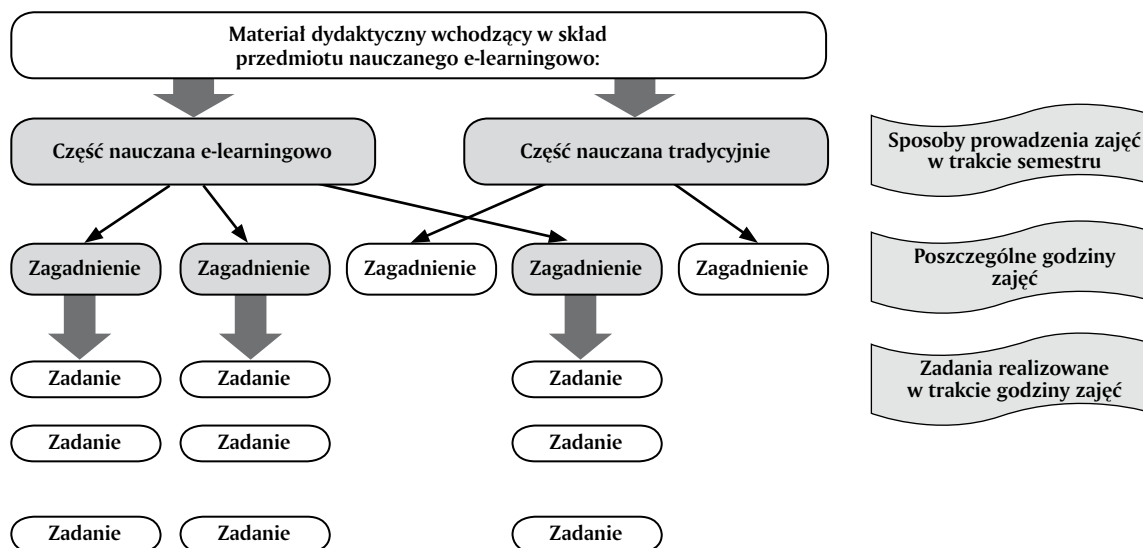 Materiał dydaktyczny wchodzący w skład
przedmiotu nauczanego e-learningowo:
Część nauczana e-learningowo
Część nauczana tradycyjnie
Sposoby prowadzenia zajęć
w trakcie semestru
Zagadnienie
Zagadnienie
Zagadnienie
Zagadnienie
Zagadnienie
Poszczególne godziny
zajęć
Zadanie
Zadanie
Zadanie
Zadania realizowane
w trakcie godziny zajęć
Zadanie
Zadanie
Zadanie
Zadanie
Zadanie
Zadanie